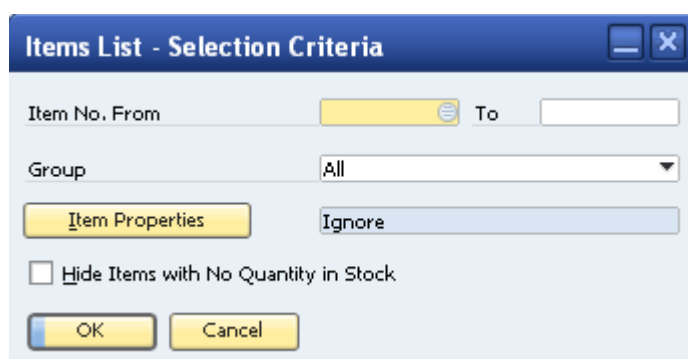 Items List - Selection Criteria
Item No. From To
Group All
Item Properties Ignore
Hide Items with No Quantity in Stock
OK Cancel